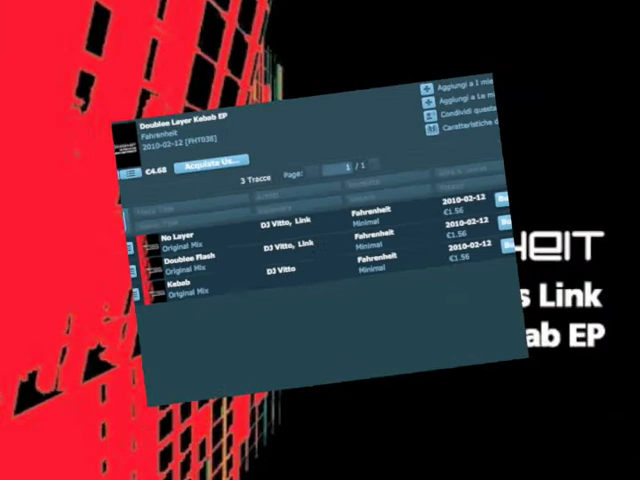 Doublee Layer Kebab EP
Fahrenheit
2010-02-12 [FHT03E]
€4.68 Acquista Us...
Aggiungi a I mie
Aggiungi a Le m
Condividi questa
Caratteristiche d
3 Tracce Page: 1 / 1
No Layer DJ Vitto, Link Fahrenheit 2010-02-12
Original Mix Minimal €1.56
Doublee Flash DJ Vitto, Link Fahrenheit 2010-02-12
Original Mix Minimal €1.56
Kebab DJ Vitto Fahrenheit 2010-02-12
Original Mix Minimal €1.56
HEIT
s Link
ab EP